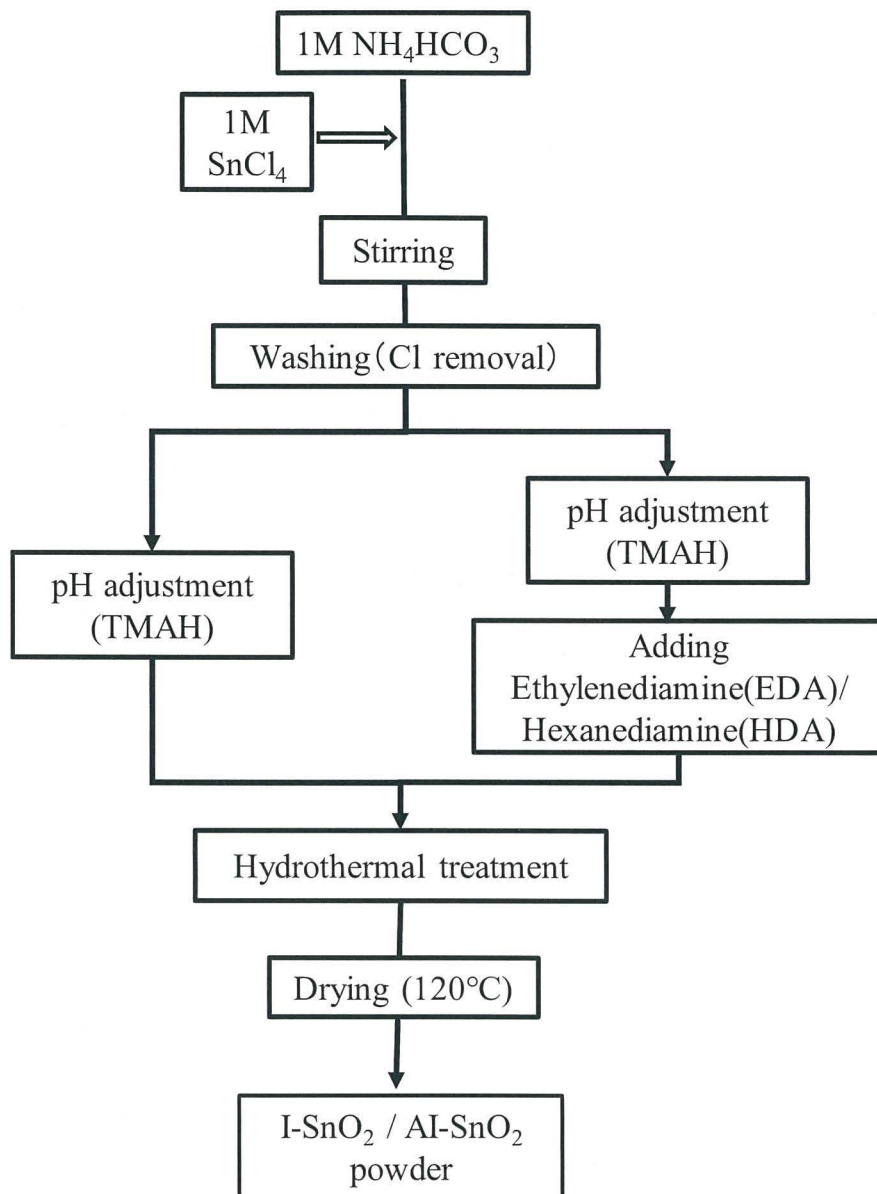 1M NH₄HCO₃
1M
SnCl₄
Stirring
Washing（Cl removal）
pH adjustment
(TMAH)
pH adjustment
(TMAH)
Adding
Ethylenediamine(EDA)/
Hexanediamine(HDA)
Hydrothermal treatment
Drying (120°C)
I-SnO₂ / AI-SnO₂
powder